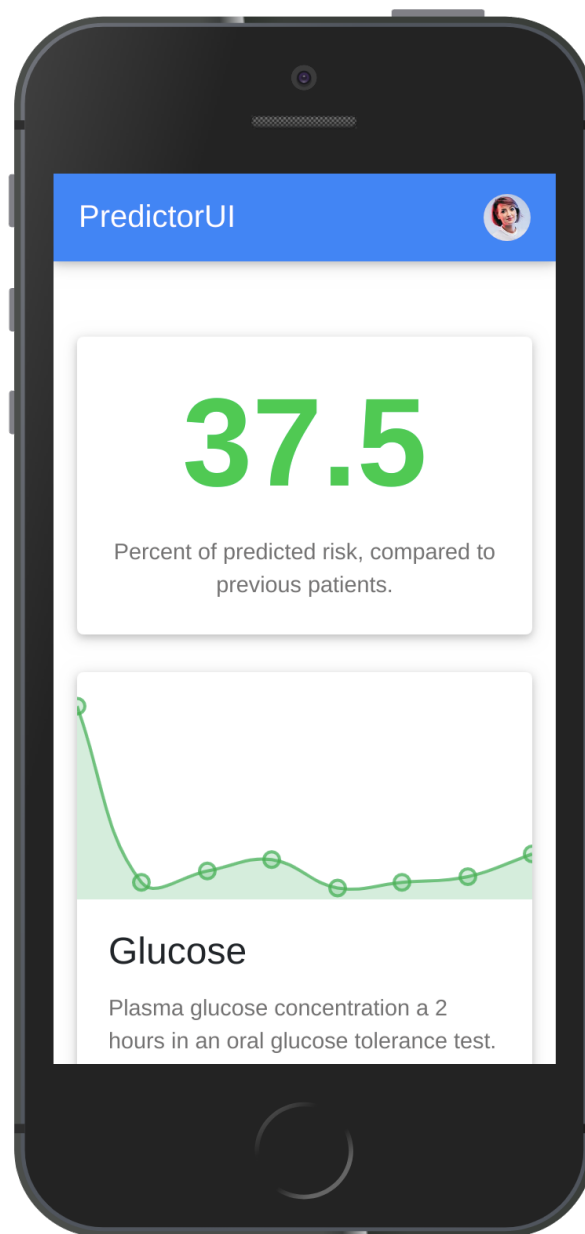 PredictorUI
37.5
Percent of predicted risk, compared to
previous patients.
Glucose
Plasma glucose concentration a 2
hours in an oral glucose tolerance test.